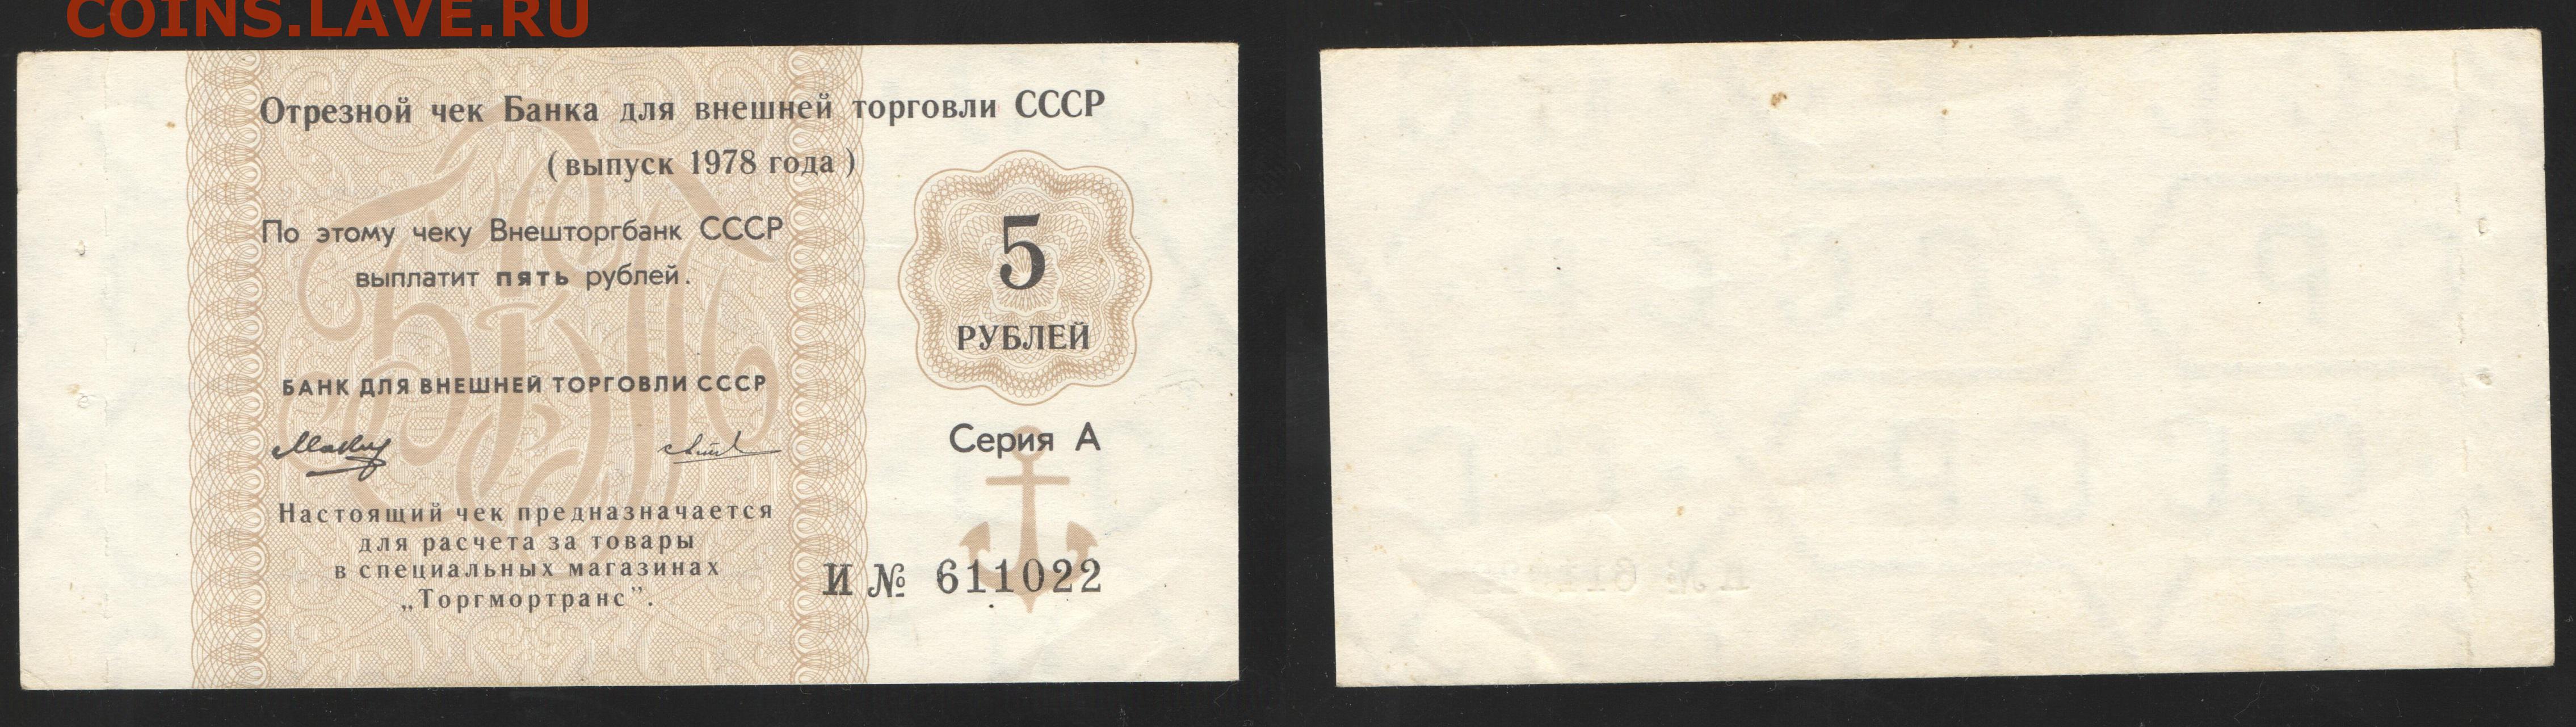 COINS.LAVE.RU
Отрезной чек Банка для внешней торговли СССР
(выпуск 1978 года)
По этому чеку Внешторгбанк СССР
выплатит пять рублей.
5
РУБЛЕЙ
БАНК ДЛЯ ВНЕШНЕЙ ТОРГОВЛИ СССР
Серия А
Настоящий чек предназначается
для расчета за товары
в специальных магазинах
„Торгмортранс”.
И № 611022